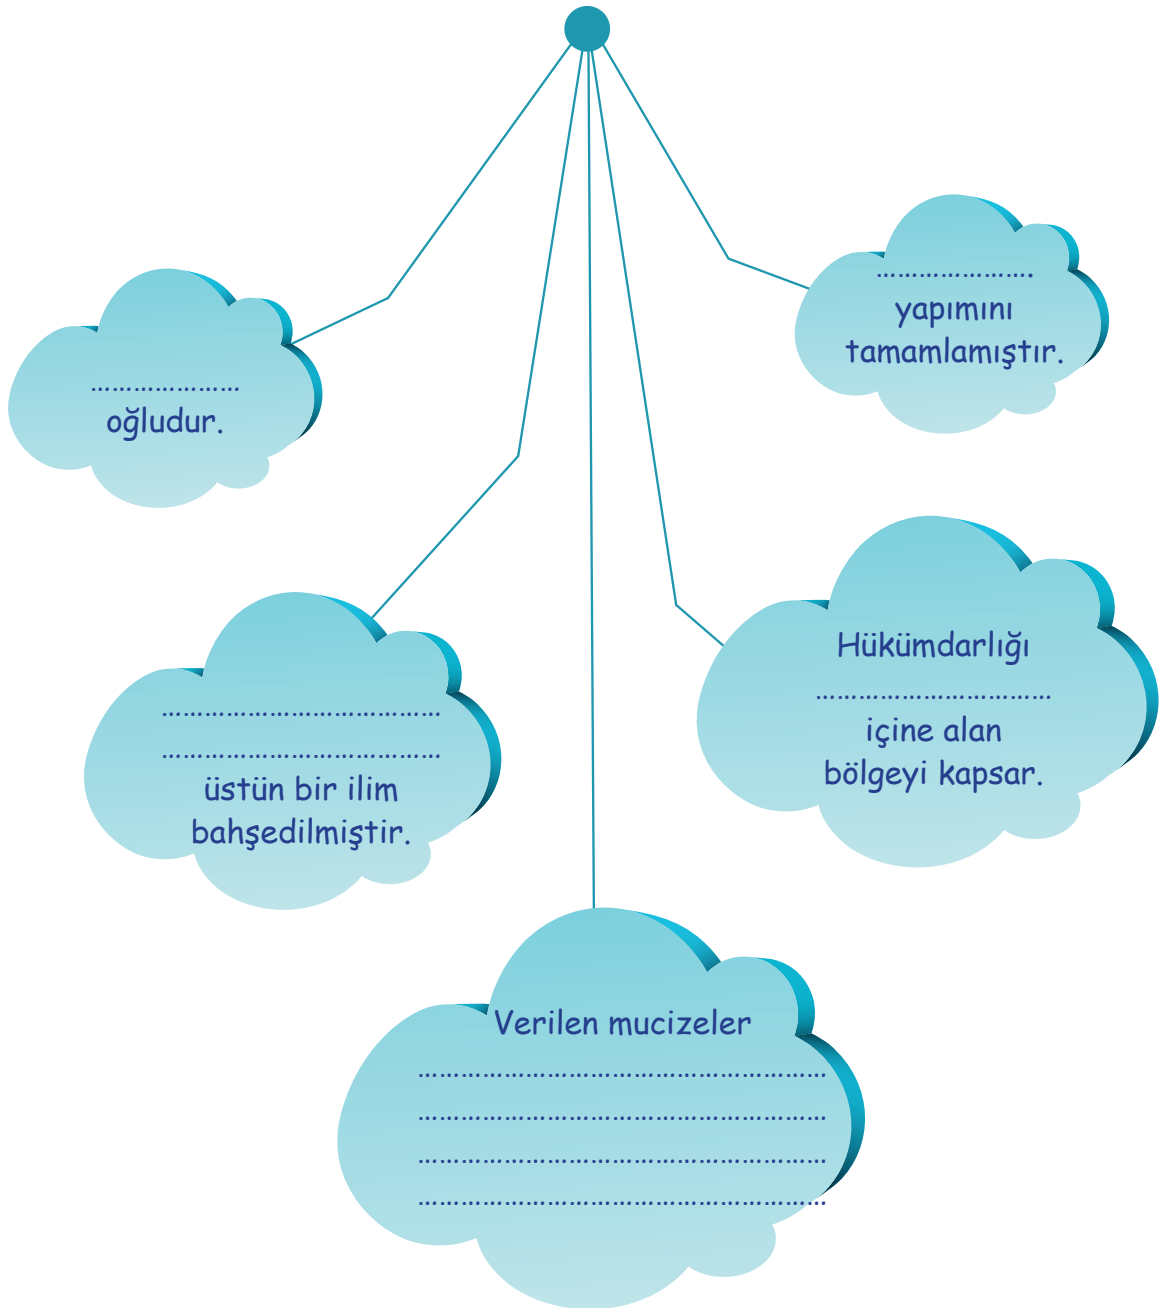 ………………….
yapımını
tamamlamıştır.
…………………
oğludur.
Hükümdarlığı
……………………………
içine alan
bölgeyi kapsar.
…………………………………
…………………………………
üstün bir ilim
bahşedilmiştir.
Verilen mucizeler
…………………………………………………
…………………………………………………
…………………………………………………
…………………………………………………